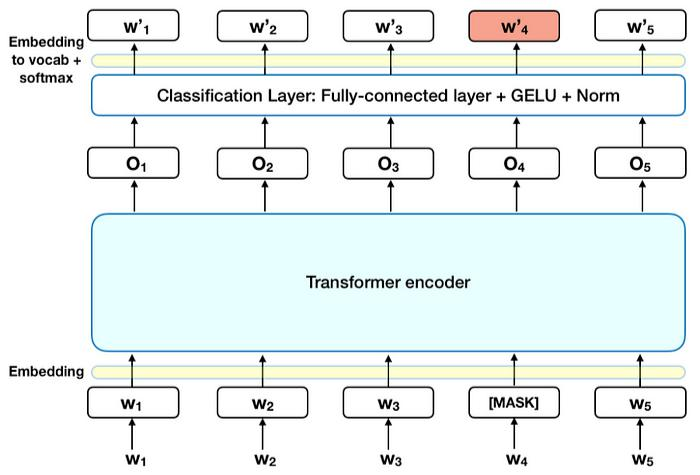 W'1 W'2 W'3 W'4 W'5
Embedding
to vocab +
softmax
Classification Layer: Fully-connected layer + GELU + Norm
O1 O2 O3 O4 O5
Transformer encoder
Embedding
W1 W2 W3 [MASK] W5
W1 W2 W3 W4 W5